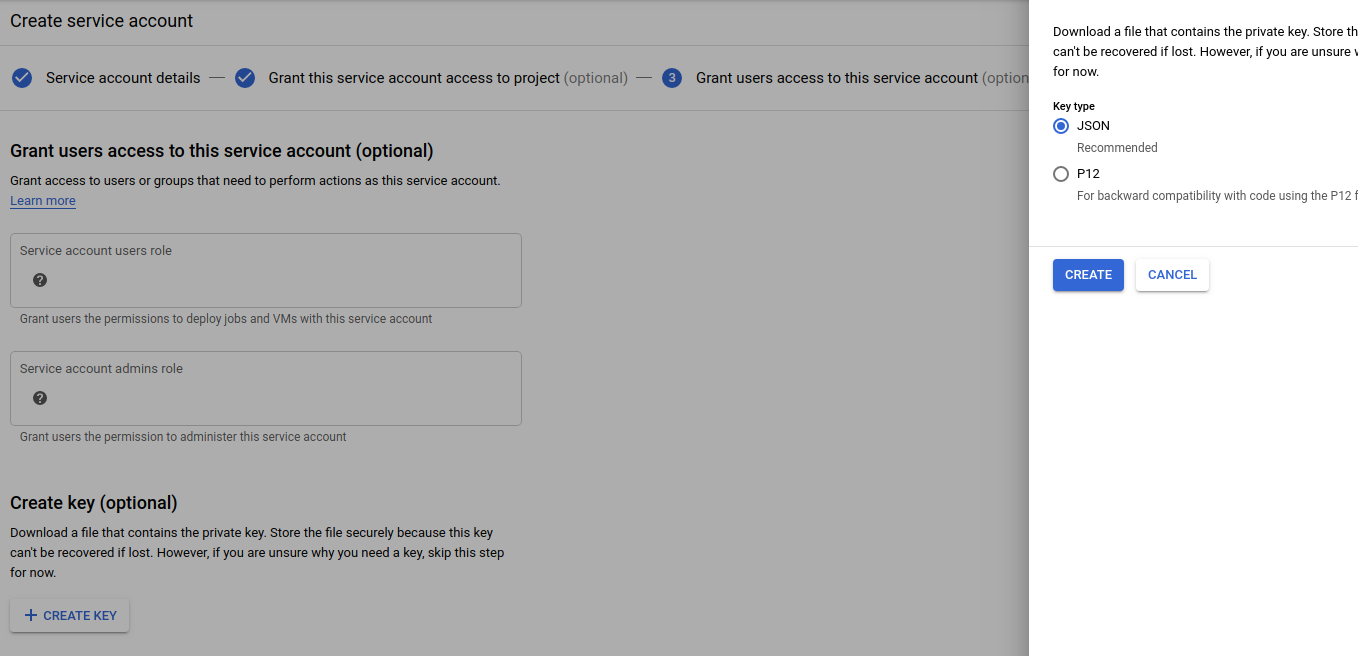 Create service account
Service account details
Grant this service account access to project (optional)
3 Grant users access to this service account (option
Grant users access to this service account (optional)
Grant access to users or groups that need to perform actions as this service account.
Learn more
Service account users role
?
Grant users the permissions to deploy jobs and VMs with this service account
Service account admins role
?
Grant users the permission to administer this service account
Create key (optional)
Download a file that contains the private key. Store the file securely because this key
can't be recovered if lost. However, if you are unsure why you need a key, skip this step
for now.
+ CREATE KEY
Download a file that contains the private key. Store th
can't be recovered if lost. However, if you are unsure w
for now.
Key type
JSON
Recommended
P12
For backward compatibility with code using the P12 f
CREATE
CANCEL